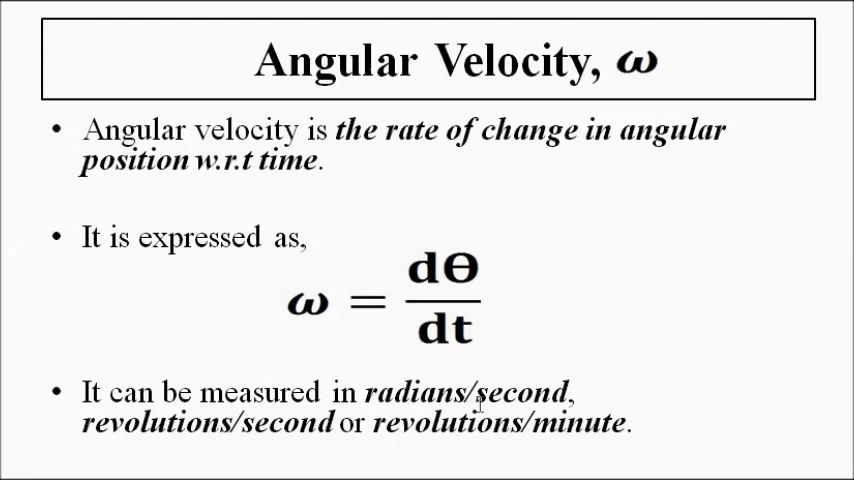 Angular Velocity, ω
• Angular velocity is the rate of change in angular
position w.r.t time.
• It is expressed as,
ω = dθ/dt
• It can be measured in radians/second,
revolutions/second or revolutions/minute.